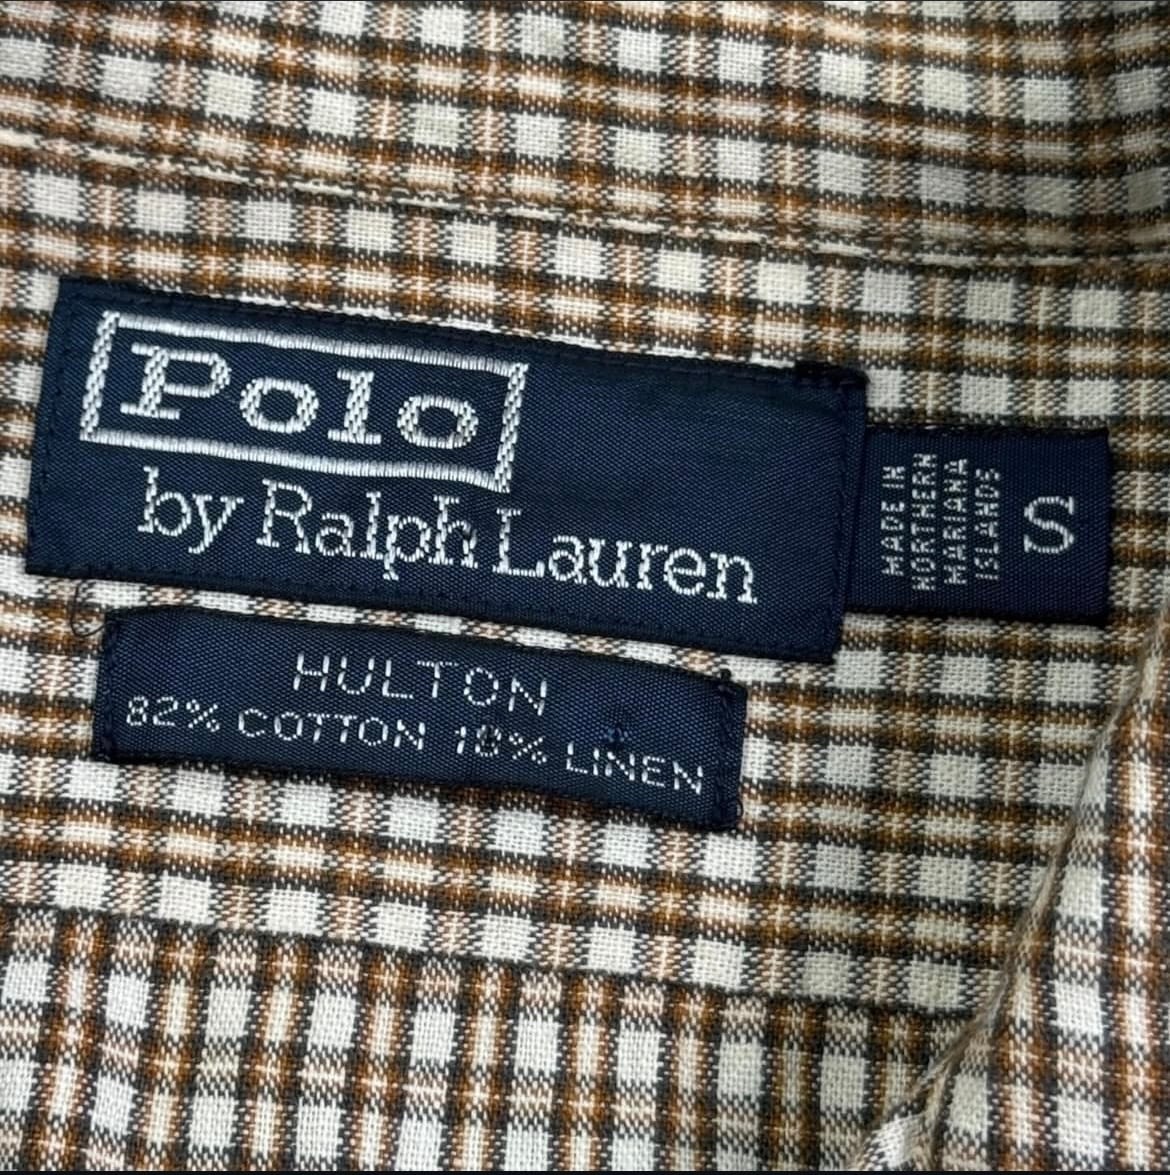 Polo
by Ralph Lauren
MADE IN
NORTHERN
MARIANA
ISLANDS
S
HULTON
82% COTTON 18% LINEN